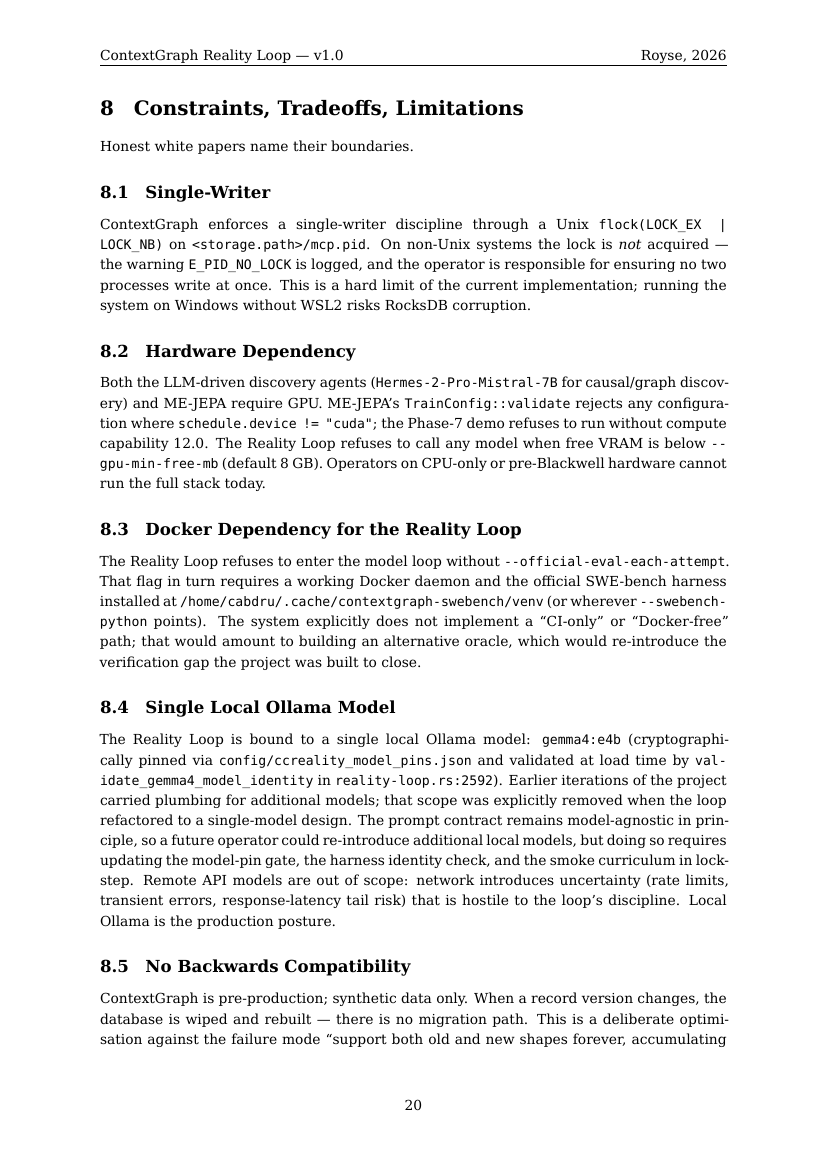 ContextGraph Reality Loop — v1.0 Royse, 2026
8 Constraints, Tradeoffs, Limitations
Honest white papers name their boundaries.
8.1 Single-Writer
ContextGraph enforces a single-writer discipline through a Unix flock(LOCK_EX |
LOCK_NB) on <storage.path>/mcp.pid. On non-Unix systems the lock is not acquired —
the warning E_PID_NO_LOCK is logged, and the operator is responsible for ensuring no two
processes write at once. This is a hard limit of the current implementation; running the
system on Windows without WSL2 risks RocksDB corruption.
8.2 Hardware Dependency
Both the LLM-driven discovery agents (Hermes-2-Pro-Mistral-7B for causal/graph discov-
ery) and ME-JEPA require GPU. ME-JEPA’s TrainConfig::validate rejects any configura-
tion where schedule.device != "cuda"; the Phase-7 demo refuses to run without compute
capability 12.0. The Reality Loop refuses to call any model when free VRAM is below --
gpu-min-free-mb (default 8 GB). Operators on CPU-only or pre-Blackwell hardware cannot
run the full stack today.
8.3 Docker Dependency for the Reality Loop
The Reality Loop refuses to enter the model loop without --official-eval-each-attempt.
That flag in turn requires a working Docker daemon and the official SWE-bench harness
installed at /home/cabdru/.cache/contextgraph-swebench/venv (or wherever --swebench-
python points). The system explicitly does not implement a “CI-only” or “Docker-free”
path; that would amount to building an alternative oracle, which would re-introduce the
verification gap the project was built to close.
8.4 Single Local Ollama Model
The Reality Loop is bound to a single local Ollama model: gemma4:e4b (cryptographi-
cally pinned via config/ccreality_model_pins.json and validated at load time by val-
idate_gemma4_model_identity in reality-loop.rs:2592). Earlier iterations of the project
carried plumbing for additional models; that scope was explicitly removed when the loop
refactored to a single-model design. The prompt contract remains model-agnostic in prin-
ciple, so a future operator could re-introduce additional local models, but doing so requires
updating the model-pin gate, the harness identity check, and the smoke curriculum in lock-
step. Remote API models are out of scope: network introduces uncertainty (rate limits,
transient errors, response-latency tail risk) that is hostile to the loop’s discipline. Local
Ollama is the production posture.
8.5 No Backwards Compatibility
ContextGraph is pre-production; synthetic data only. When a record version changes, the
database is wiped and rebuilt — there is no migration path. This is a deliberate optimi-
sation against the failure mode “support both old and new shapes forever, accumulating
20